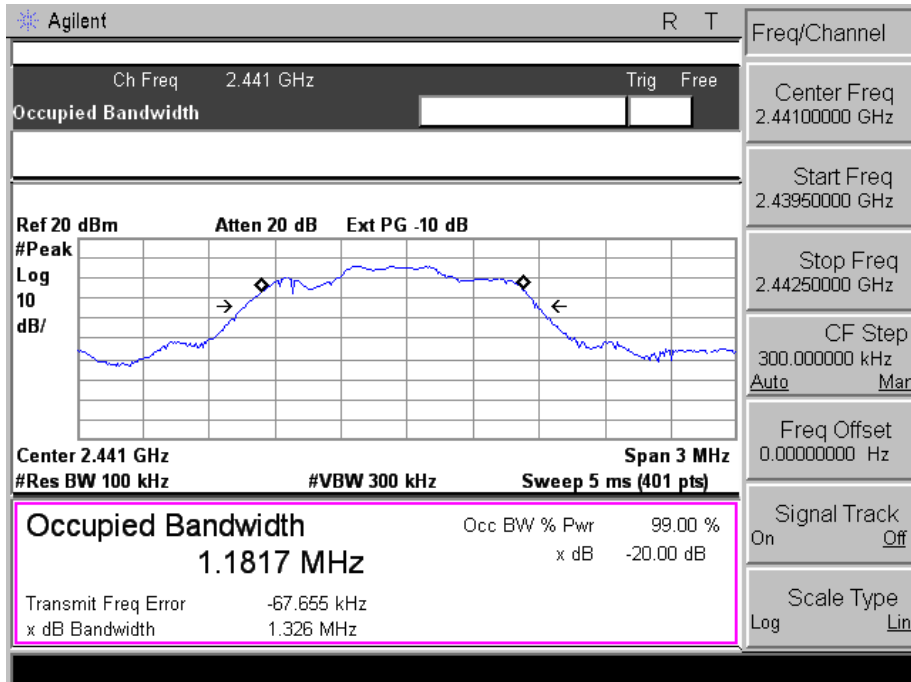 Agilent R T
Ch Freq 2.441 GHz Trig Free
Occupied Bandwidth
Ref 20 dBm Atten 20 dB Ext PG -10 dB
#Peak
Log
10
dB/
Center 2.441 GHz Span 3 MHz
#Res BW 100 kHz #VBW 300 kHz Sweep 5 ms (401 pts)
Occupied Bandwidth Occ BW % Pwr 99.00 %
1.1817 MHz x dB -20.00 dB
Transmit Freq Error -67.655 kHz
x dB Bandwidth 1.326 MHz
Freq/Channel
Center Freq
2.44100000 GHz
Start Freq
2.43950000 GHz
Stop Freq
2.44250000 GHz
CF Step
300.000000 kHz
Auto Mar
Freq Offset
0.00000000 Hz
Signal Track
On Off
Scale Type
Log Lin